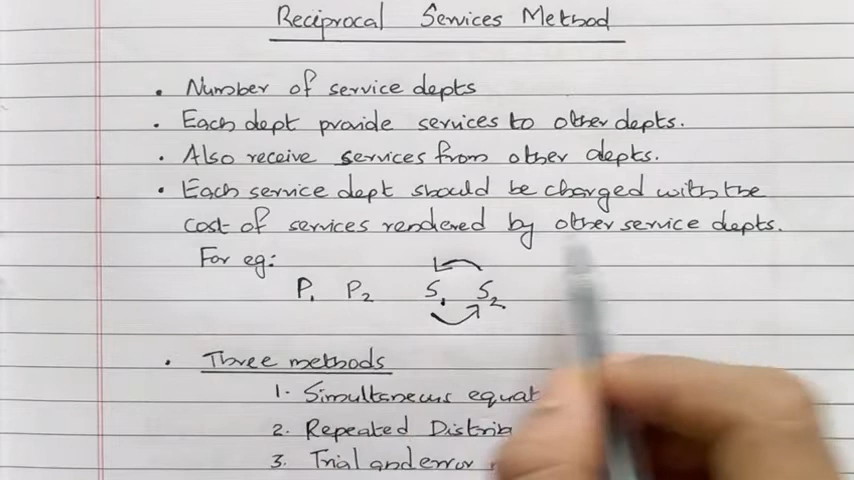 Reciprocal Services Method
• Number of service depts
• Each dept provide services to other depts.
• Also receive services from other depts.
• Each service dept should be charged with the
cost of services rendered by other service depts.
For eg:
P₁ P₂ S₁ S₂
• Three methods
1. Simultaneous equat
2. Repeated Distrib
3. Trial and error